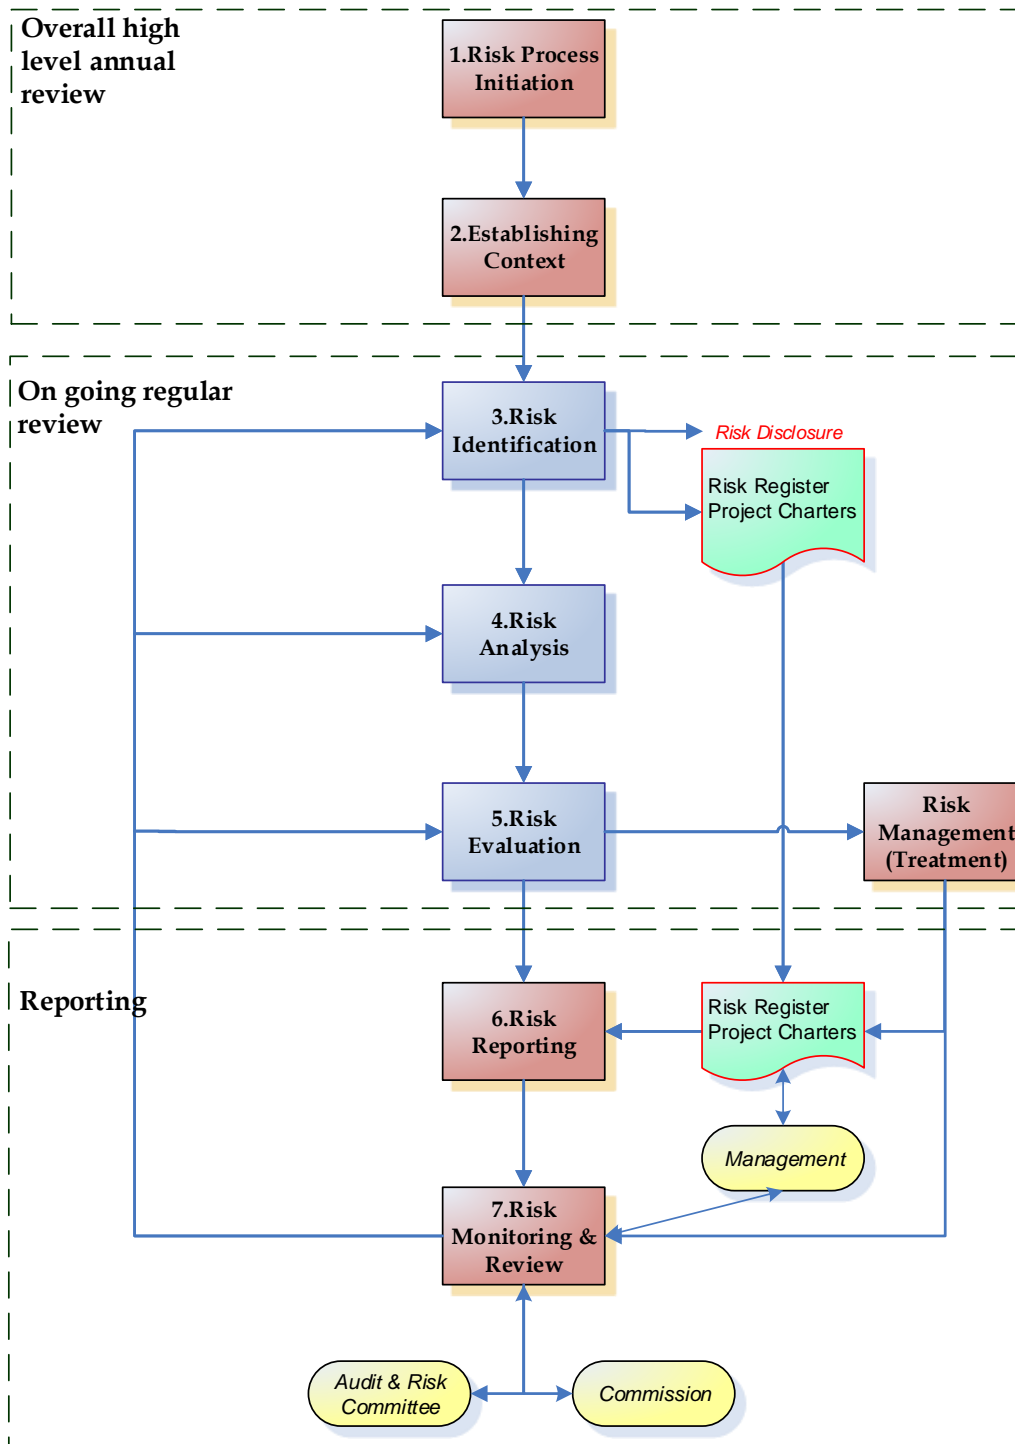 Overall high
level annual
review
1.Risk Process
Initiation
2.Establishing
Context
On going regular
review
3.Risk
Identification
Risk Disclosure
Risk Register
Project Charters
4.Risk
Analysis
5.Risk
Evaluation
Risk
Management
(Treatment)
Reporting
6.Risk
Reporting
Risk Register
Project Charters
Management
7.Risk
Monitoring &
Review
Audit & Risk
Committee
Commission